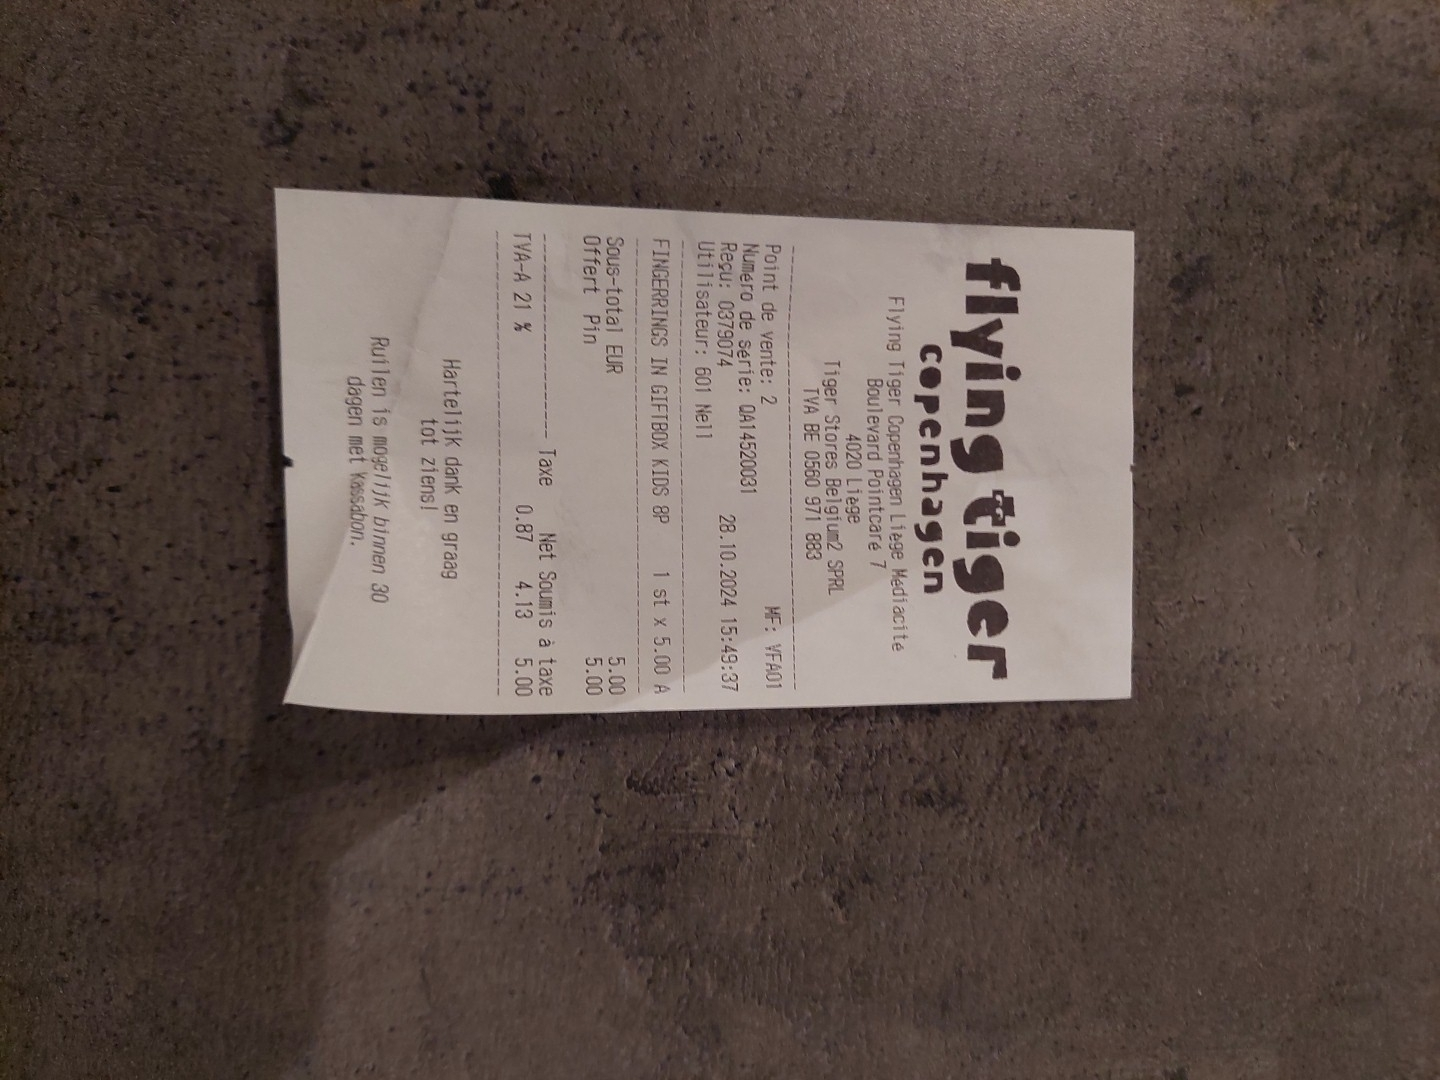 flying tiger
copenhagen
Flying Tiger Copenhagen Liège Médiacité
Boulevard Pointcaré 7
4020 Liège
Tiger Stores Belgium2 SPRL
TVA BE 0560 971 883
Point de vente: 2 MF: VFA01
Numéro de série: QA14520031
Reçu: 0379074 28.10.2024 15:49:37
Utilisateur: 601 Nell
FINGERRINGS IN GIFTBOX KIDS 8P 1 st x 5.00 A
Sous-total EUR 5.00
Offert Pin 5.00
Taxe Net Soumis à taxe
TVA-A 21 % 0.87 4.13 5.00
Hartelijk dank en graag
tot ziens!
Ruilen is mogelijk binnen 30
dagen met kassabon.